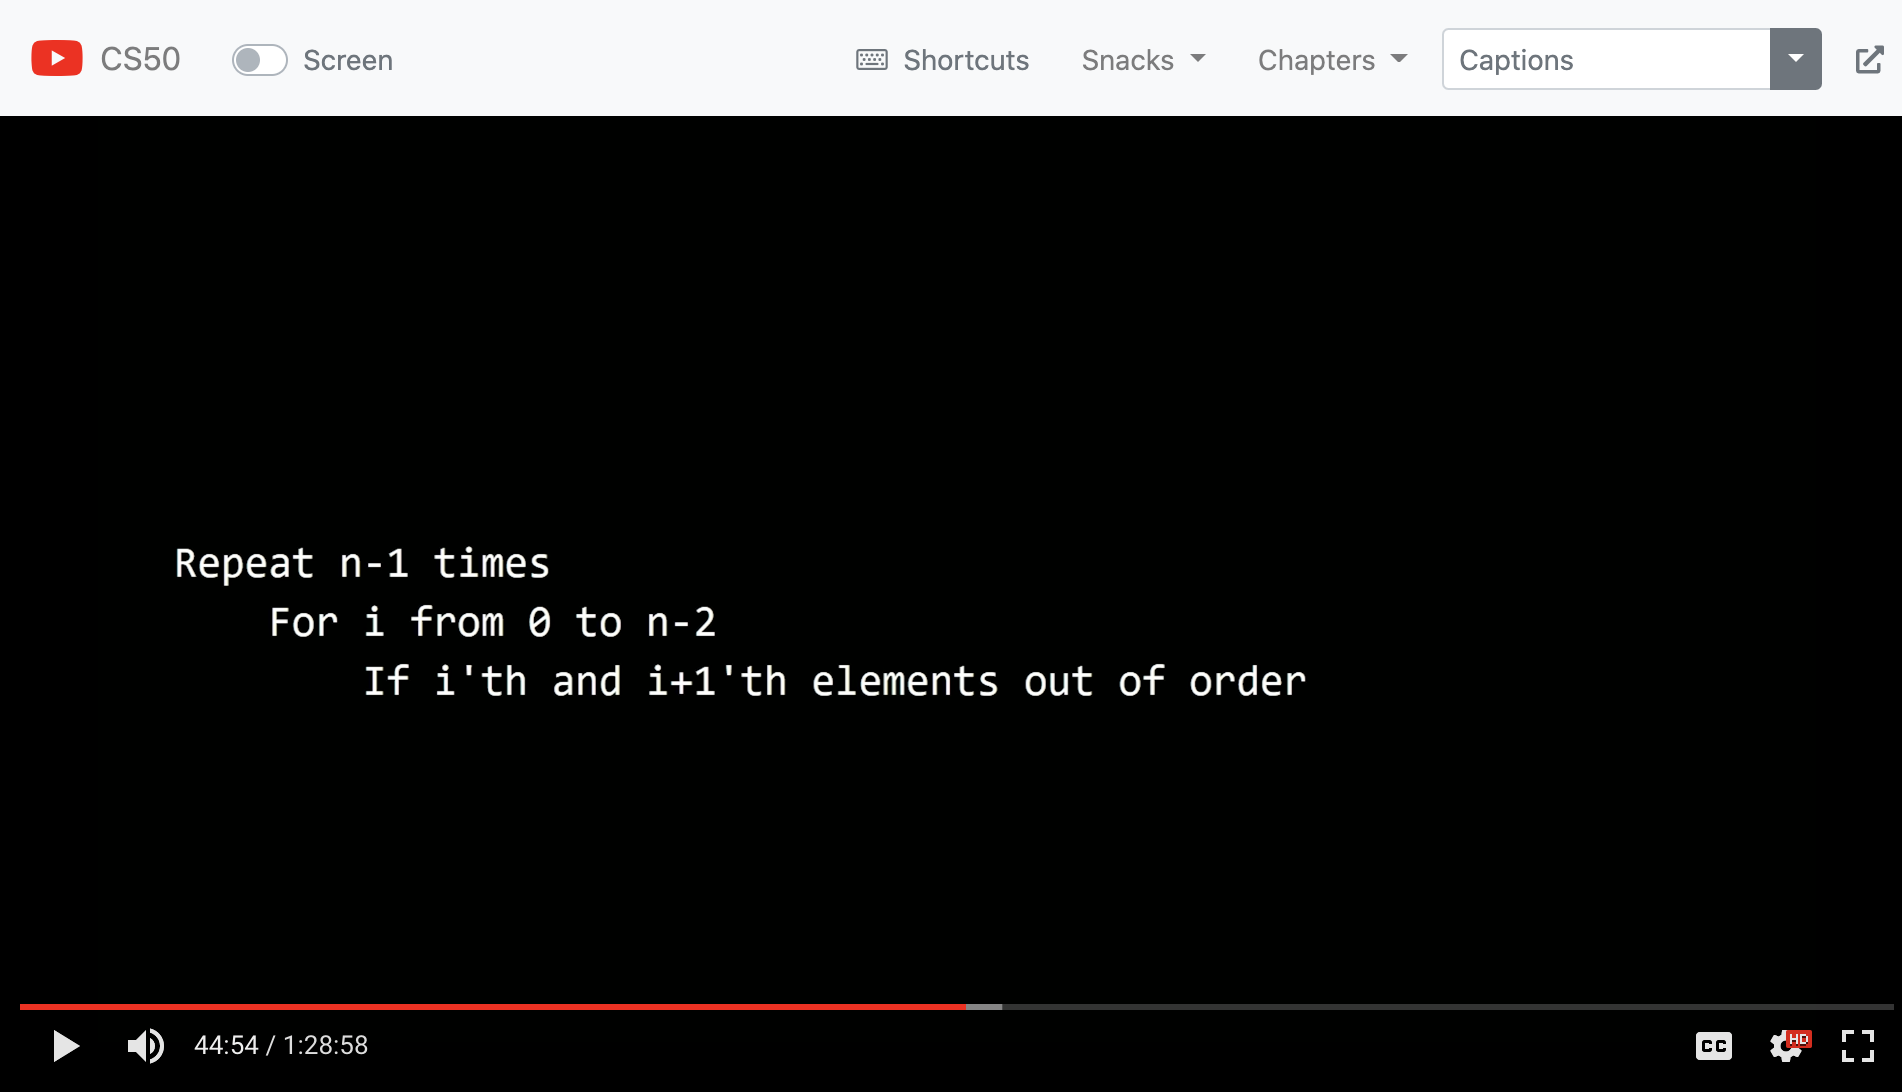 CS50 Screen Shortcuts Snacks Chapters Captions
Repeat n-1 times
For i from 0 to n-2
If i'th and i+1'th elements out of order
44:54 / 1:28:58 CC HD